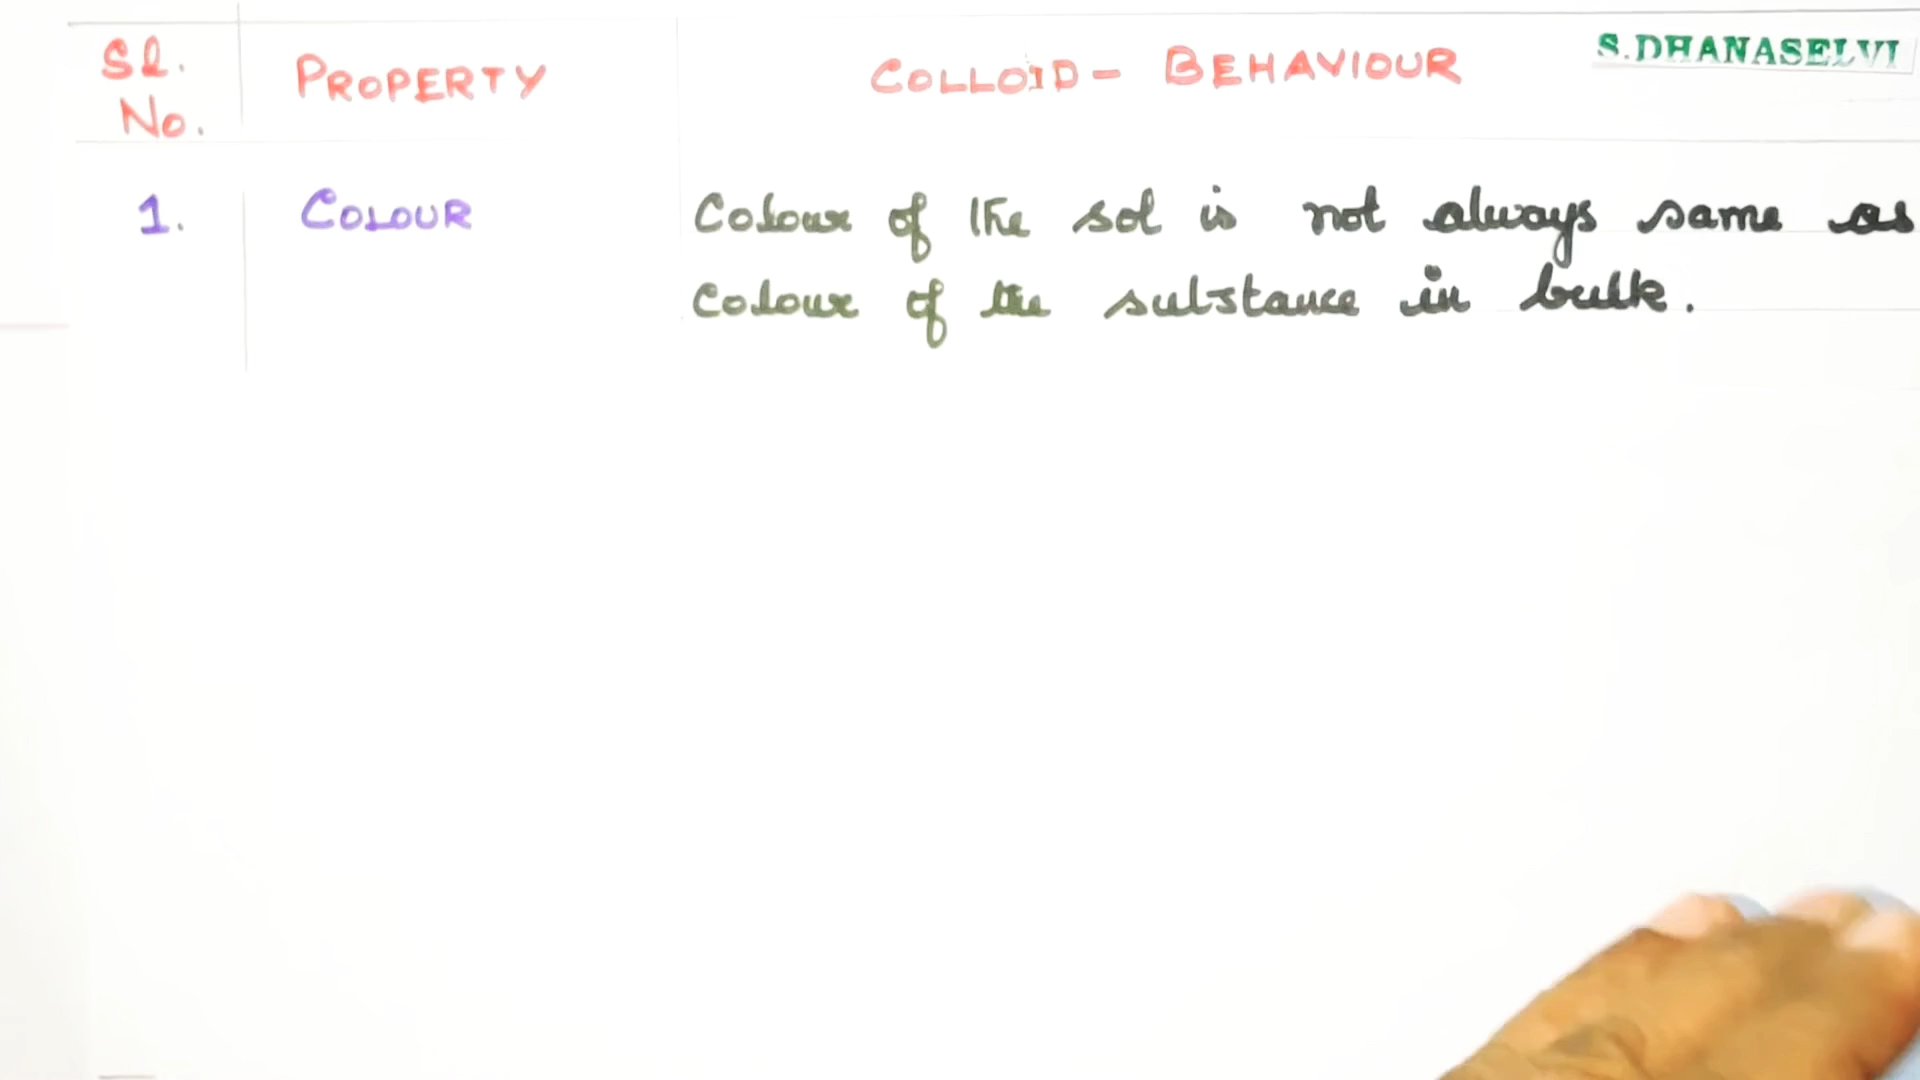 Sl. No.
PROPERTY
COLLOID - BEHAVIOUR
S.DHANASELVI
1.
COLOUR
Colour of the sol is not always same as
colour of the substance in bulk.